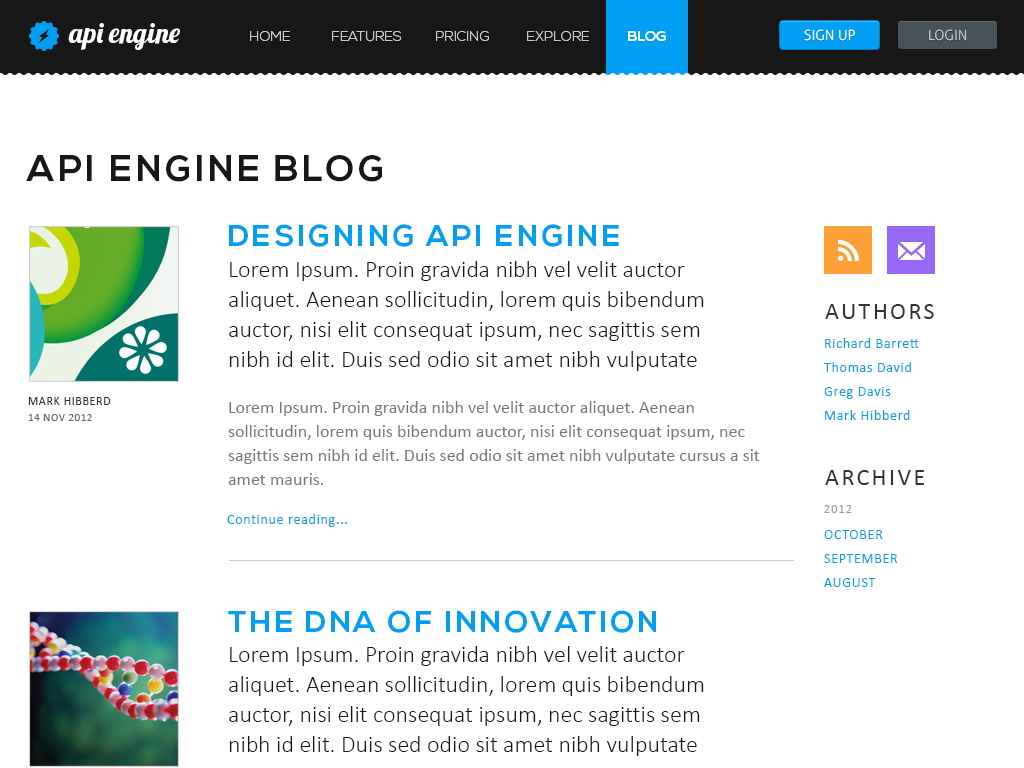 api engine
HOME FEATURES PRICING EXPLORE BLOG SIGN UP LOGIN
API ENGINE BLOG
DESIGNING API ENGINE
Lorem Ipsum. Proin gravida nibh vel velit auctor
aliquet. Aenean sollicitudin, lorem quis bibendum
auctor, nisi elit consequat ipsum, nec sagittis sem
nibh id elit. Duis sed odio sit amet nibh vulputate
MARK HIBBERD
14 NOV 2012
Lorem Ipsum. Proin gravida nibh vel velit auctor aliquet. Aenean
sollicitudin, lorem quis bibendum auctor, nisi elit consequat ipsum, nec
sagittis sem nibh id elit. Duis sed odio sit amet nibh vulputate cursus a sit
amet mauris.
Continue reading...
THE DNA OF INNOVATION
Lorem Ipsum. Proin gravida nibh vel velit auctor
aliquet. Aenean sollicitudin, lorem quis bibendum
auctor, nisi elit consequat ipsum, nec sagittis sem
nibh id elit. Duis sed odio sit amet nibh vulputate
AUTHORS
Richard Barrett
Thomas David
Greg Davis
Mark Hibberd
ARCHIVE
2012
OCTOBER
SEPTEMBER
AUGUST